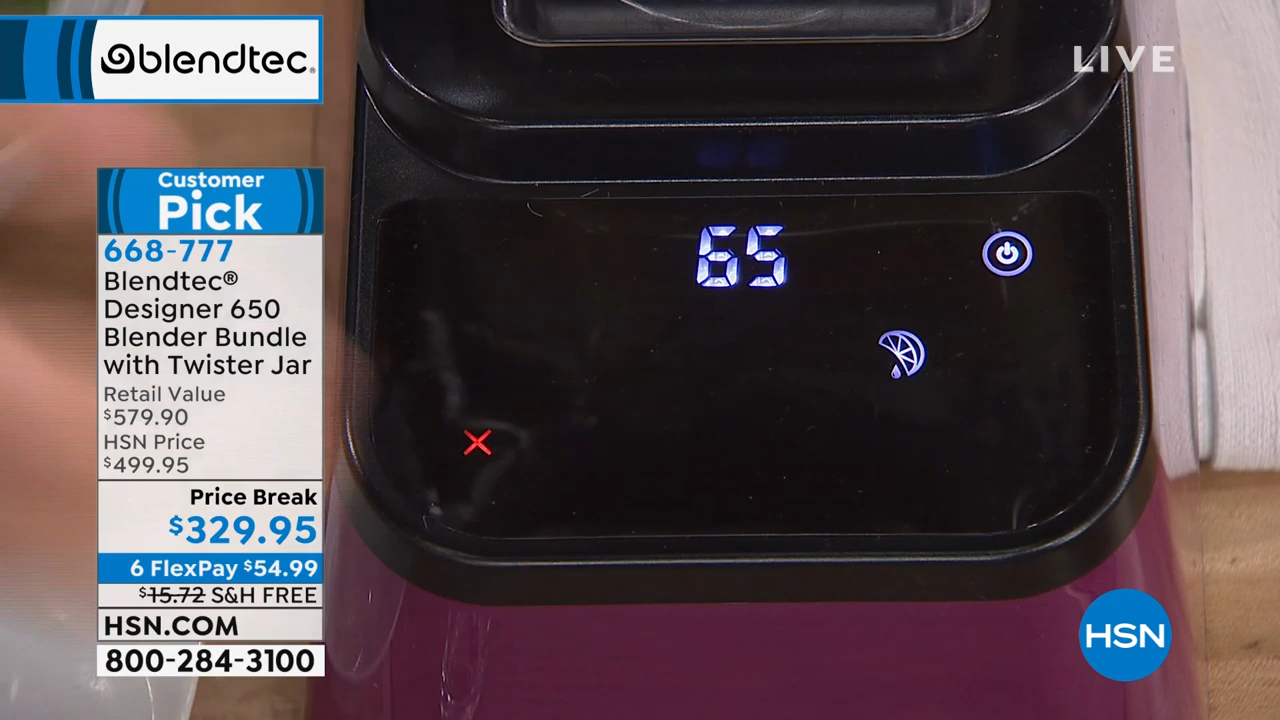 blendtec®
LIVE
Customer
Pick
668-777
Blendtec®
Designer 650
Blender Bundle
with Twister Jar
Retail Value
$579.90
HSN Price
$499.95
Price Break
$329.95
6 FlexPay $54.99
$15.72 S&H FREE
HSN.COM
800-284-3100
65
HSN